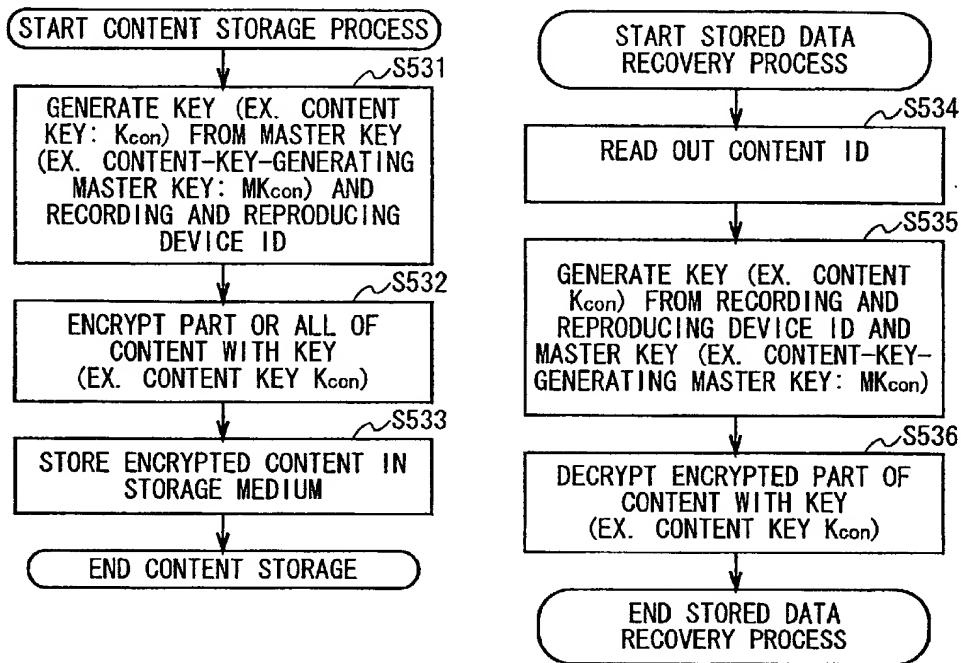 START CONTENT STORAGE PROCESS
S531
GENERATE KEY (EX. CONTENT
KEY: Kcon) FROM MASTER KEY
(EX. CONTENT-KEY-GENERATING
MASTER KEY: MKcon) AND
RECORDING AND REPRODUCING
DEVICE ID
S532
ENCRYPT PART OR ALL OF
CONTENT WITH KEY
(EX. CONTENT KEY Kcon)
S533
STORE ENCRYPTED CONTENT IN
STORAGE MEDIUM
END CONTENT STORAGE
START STORED DATA
RECOVERY PROCESS
S534
READ OUT CONTENT ID
S535
GENERATE KEY (EX. CONTENT
Kcon) FROM RECORDING AND
REPRODUCING DEVICE ID AND
MASTER KEY (EX. CONTENT-KEY-
GENERATING MASTER KEY: MKcon)
S536
DECRYPT ENCRYPTED PART OF
CONTENT WITH KEY
(EX. CONTENT KEY Kcon)
END STORED DATA
RECOVERY PROCESS